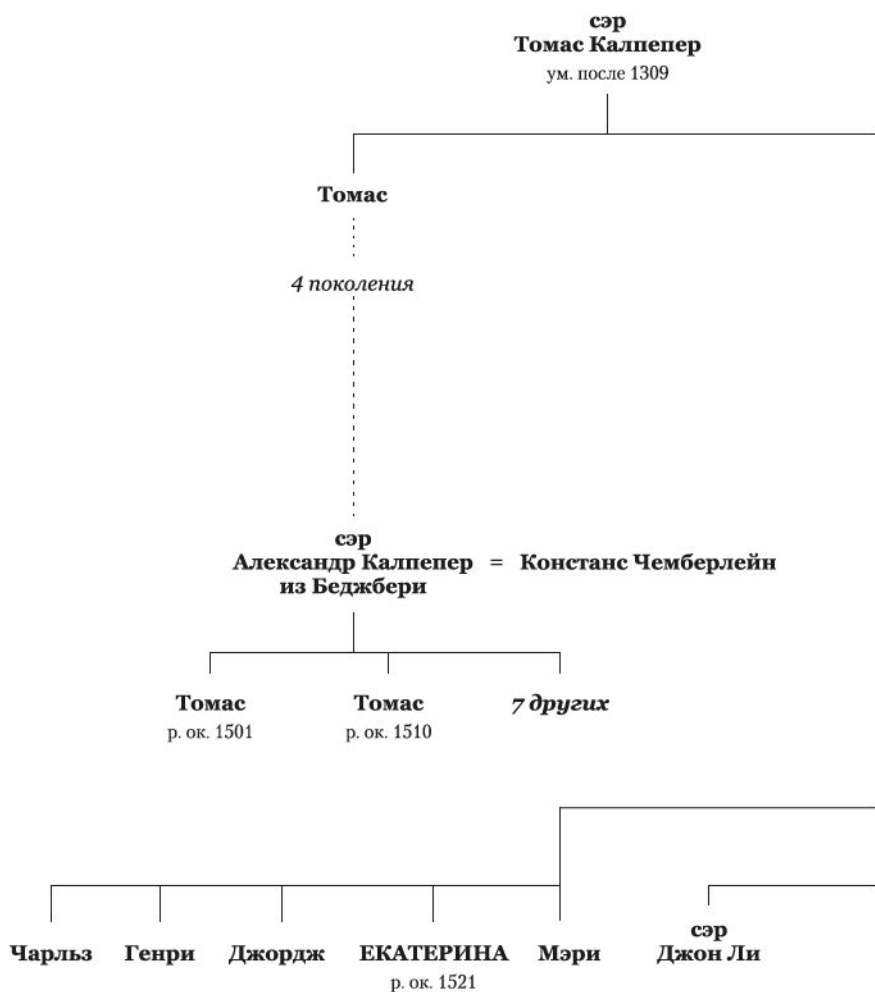 сэр
Томас Калпепер
ум. после 1309
Томас
4 поколения
сэр
Александр Калпепер = Констанс Чемберлейн
из Беджбери
Томас Томас 7 других
р. ок. 1501 р. ок. 1510
Чарльз Генри Джордж ЕКАТЕРИНА Мэри сэр
Джон Ли
р. ок. 1521